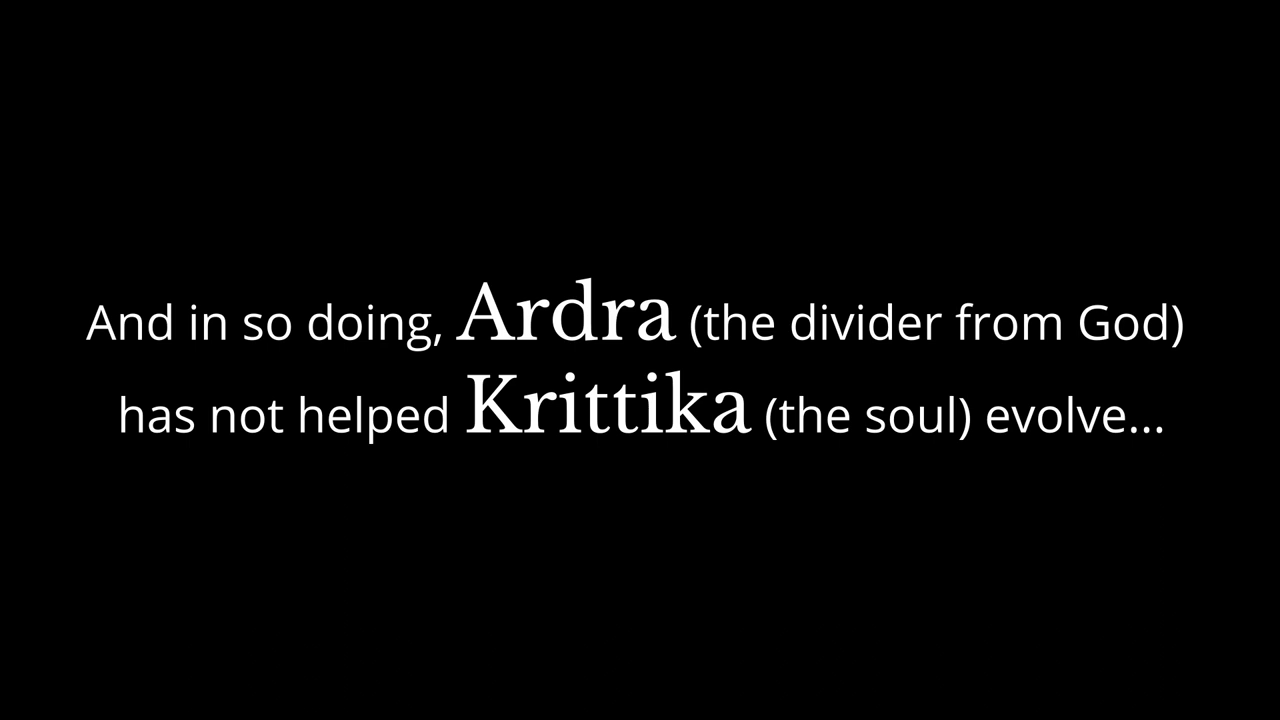 And in so doing, Ardra (the divider from God)
has not helped Krittika (the soul) evolve...